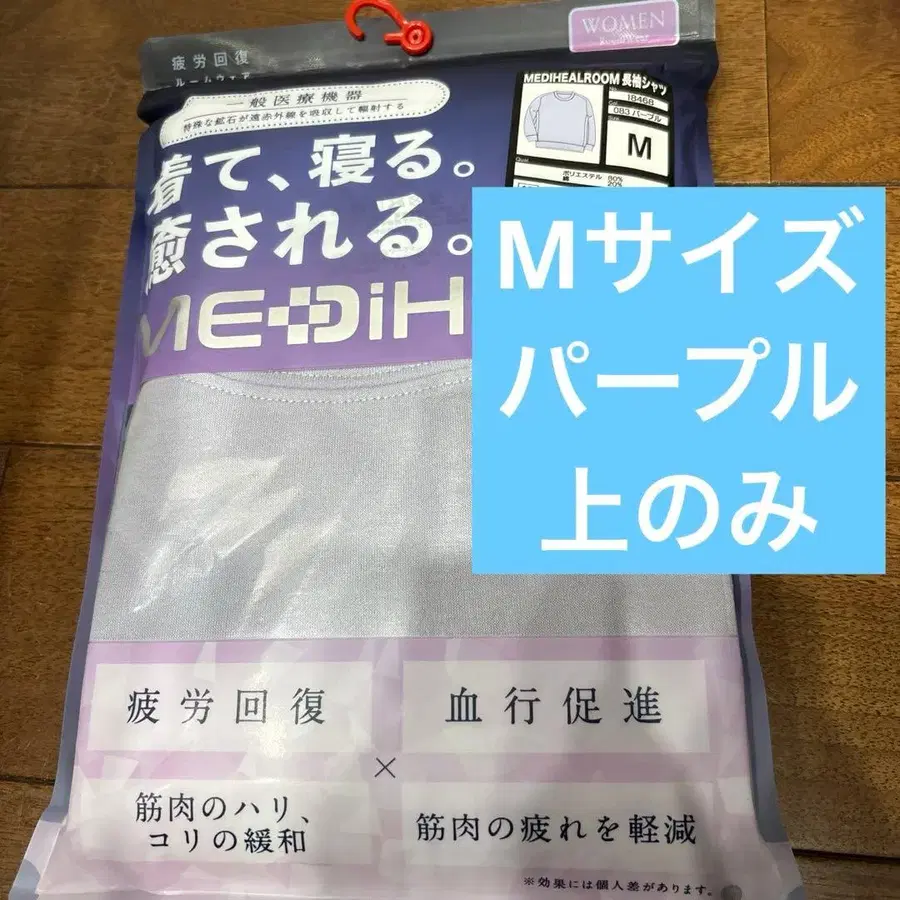 疲労回復
ルームウェア
WOMEN
一般医療機器
特殊な鉱石が遠赤外線を吸収して輻射する
着て、寝る。
癒される。
MEDiH
MEDIHEALROOM 長袖シャツ
18468
083 パープル
M
ポリエステル 80%
綿 20%
Mサイズ
パープル
上のみ
疲労回復
血行促進
×
筋肉のハリ、
コリの緩和
筋肉の疲れを軽減
※効果には個人差があります。